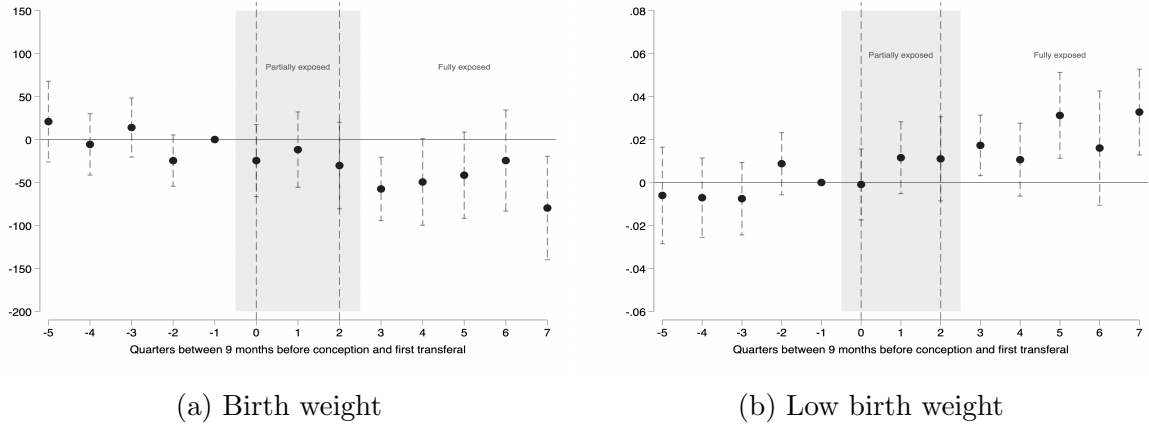 150
100
50
0
-50
-100
-150
-200
Partially exposed
Fully exposed
-5 -4 -3 -2 -1 0 1 2 3 4 5 6 7
Quarters between 9 months before conception and first transferal
(a) Birth weight
.08
.06
.04
.02
0
-.02
-.04
-.06
Partially exposed
Fully exposed
-5 -4 -3 -2 -1 0 1 2 3 4 5 6 7
Quarters between 9 months before conception and first transferal
(b) Low birth weight